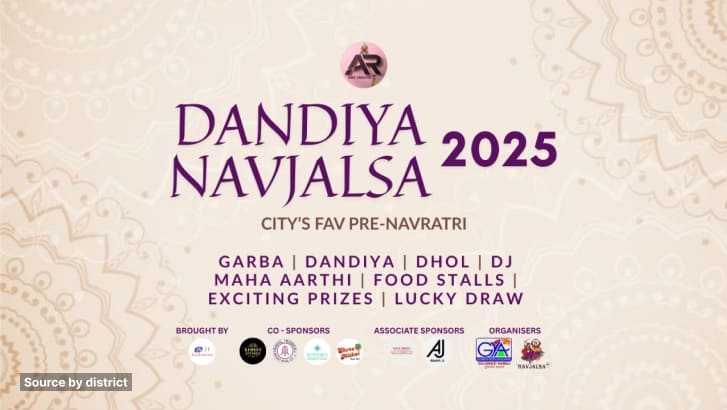 AR
DANDIYA
NAVJALSA 2025
CITY'S FAV PRE-NAVRATRI
GARBA | DANDIYA | DHOL | DJ
MAHA AARTHI | FOOD STALLS |
EXCITING PRIZES | LUCKY DRAW
BROUGHT BY CO - SPONSORS ASSOCIATE SPONSORS ORGANISERS
AJ
GYA
NAVJALSA
Source by district